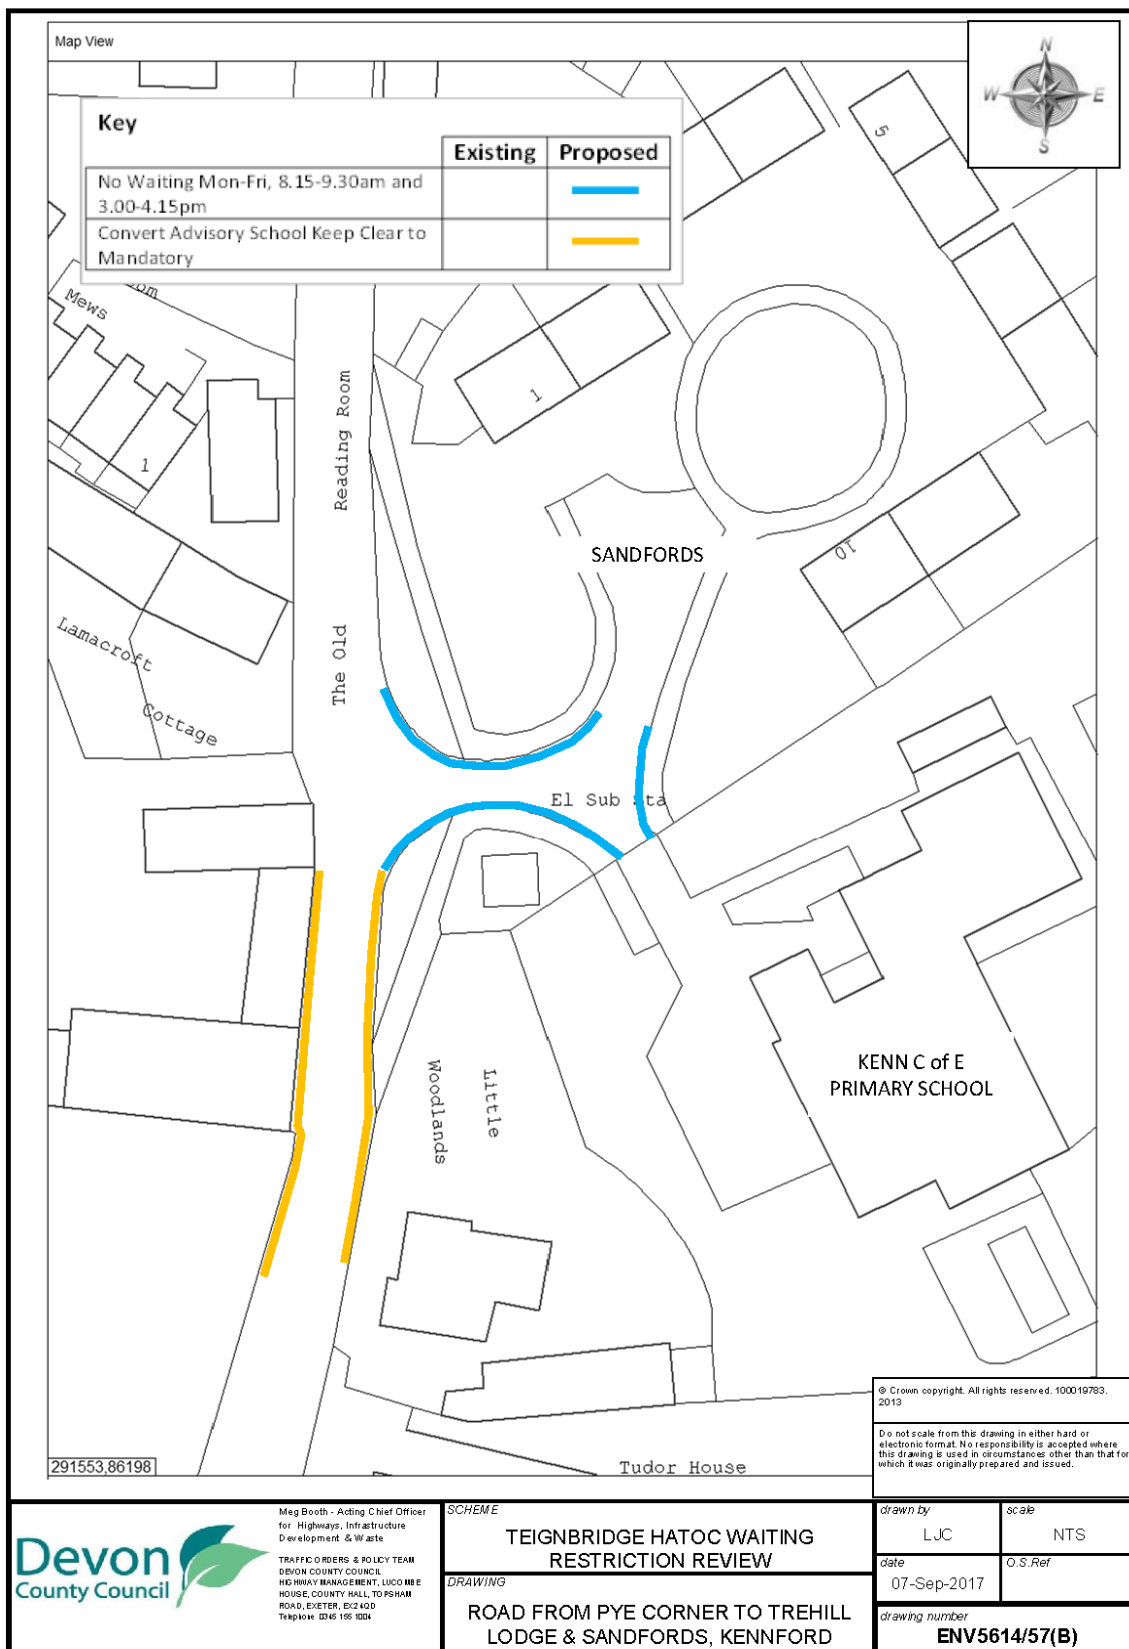 Map View
N
W E
S
Key
Existing Proposed
No Waiting Mon-Fri, 8.15-9.30am and
3.00-4.15pm
Convert Advisory School Keep Clear to
Mandatory
5
Mews
1
1
Reading Room
The Old
SANDFORDS
10
Lamacroft
Cottage
El Sub Sta
KENN C of E
PRIMARY SCHOOL
Little
Woodlands
Tudor House
291553,86198
© Crown copyright. All rights reserved. 100019783.
2013
Do not scale from this drawing in either hard or
electronic format. No responsibility is accepted where
this drawing is used in circumstances other than that for
which it was originally prepared and issued.
Devon
County Council
Meg Booth - Acting Chief Officer
for Highways, Infrastructure
Development & Waste
TRAFFIC ORDERS & POLICY TEAM
DEVON COUNTY COUNCIL
HIGHWAY MANAGEMENT, LUCOMBE
HOUSE, COUNTY HALL, TOPSHAM
ROAD, EXETER, EX2 4QD
Telephone 0345 155 1004
SCHEME
TEIGNBRIDGE HATOC WAITING
RESTRICTION REVIEW
DRAWING
ROAD FROM PYE CORNER TO TREHILL
LODGE & SANDFORDS, KENNFORD
drawn by
LJC
scale
NTS
date
07-Sep-2017
O.S.Ref
drawing number
ENV5614/57(B)